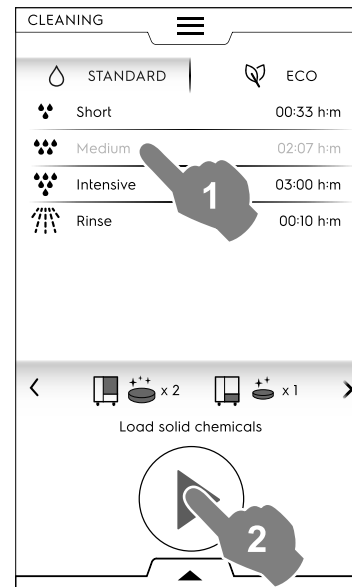 CLEANING
STANDARD ECO
Short 00:33 h:m
Medium 02:07 h:m
Intensive 03:00 h:m
Rinse 00:10 h:m
1
x 2 x 1
Load solid chemicals
2